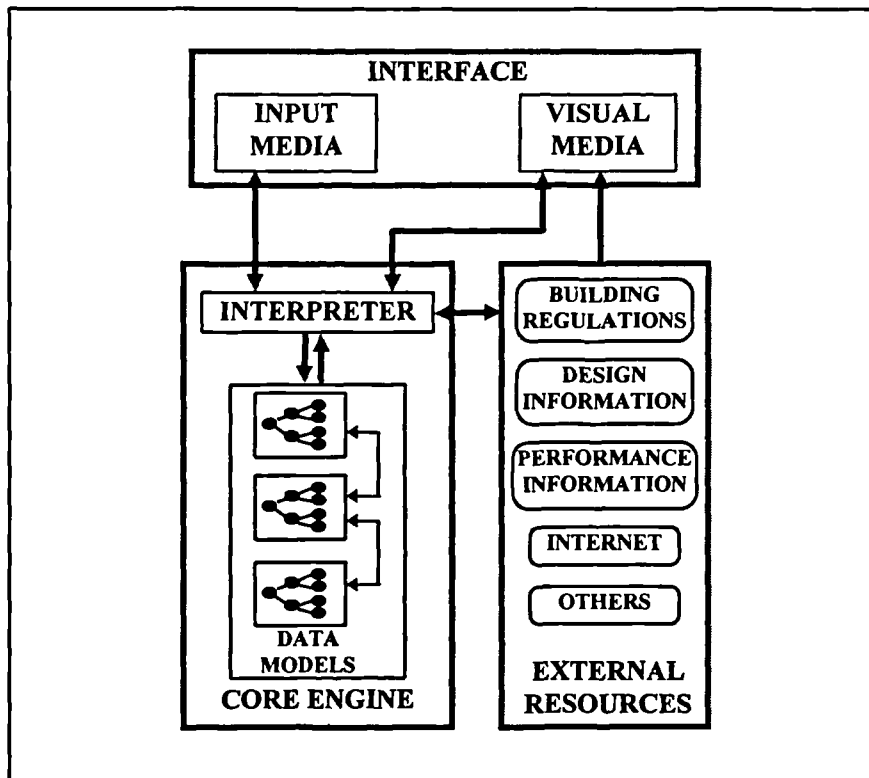 INTERFACE
INPUT
MEDIA
VISUAL
MEDIA
INTERPRETER
DATA
MODELS
CORE ENGINE
BUILDING
REGULATIONS
DESIGN
INFORMATION
PERFORMANCE
INFORMATION
INTERNET
OTHERS
EXTERNAL
RESOURCES